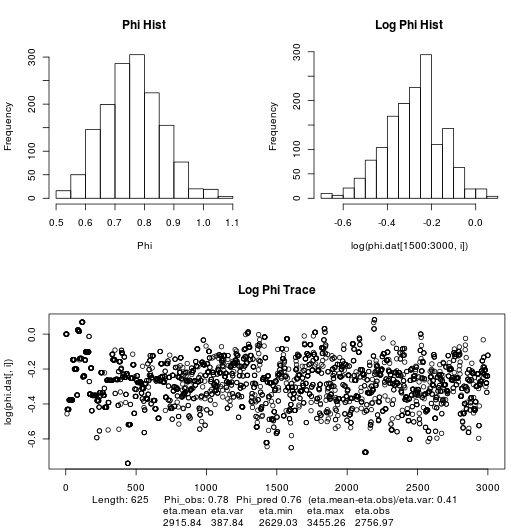 Phi Hist
Log Phi Hist
Frequency
0 50 100 200 300
0.5 0.6 0.7 0.8 0.9 1.0 1.1
Phi
Frequency
0 50 100 200 300
-0.6 -0.4 -0.2 0.0
log(phi.dat[1500:3000, i])
Log Phi Trace
log(phi.dat[, i])
0.0 -0.2 -0.4 -0.6
0 500 1000 1500 2000 2500 3000
Length: 625 Phi_obs: 0.78 Phi_pred 0.76 (eta.mean-eta.obs)/eta.var: 0.41
eta.mean eta.var eta.min eta.max eta.obs
2915.84 387.84 2629.03 3455.26 2756.97